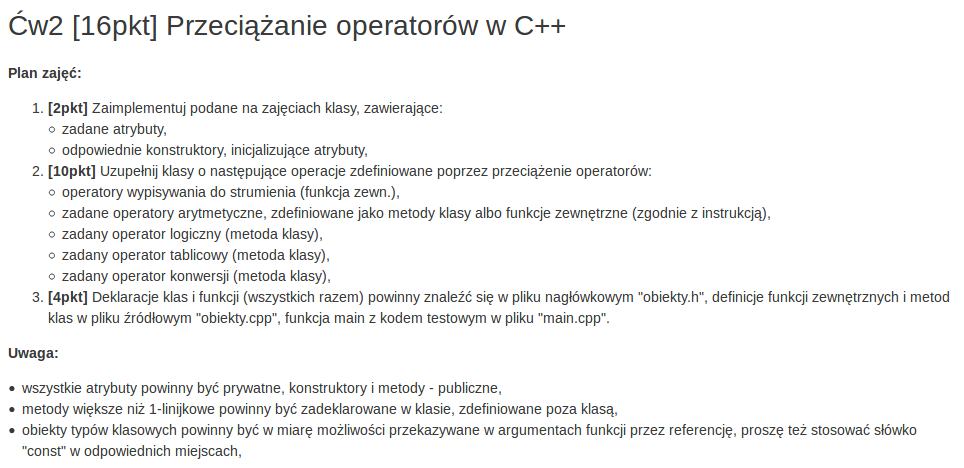 Ćw2 [16pkt] Przeciążanie operatorów w C++
Plan zajęć:
1. [2pkt] Zaimplementuj podane na zajęciach klasy, zawierające:
○ zadane atrybuty,
○ odpowiednie konstruktory, inicjalizujące atrybuty,
2. [10pkt] Uzupełnij klasy o następujące operacje zdefiniowane poprzez przeciążenie operatorów:
○ operatory wypisywania do strumienia (funkcja zewn.),
○ zadane operatory arytmetyczne, zdefiniowane jako metody klasy albo funkcje zewnętrzne (zgodnie z instrukcją),
○ zadany operator logiczny (metoda klasy),
○ zadany operator tablicowy (metoda klasy),
○ zadany operator konwersji (metoda klasy),
3. [4pkt] Deklaracje klas i funkcji (wszystkich razem) powinny znaleźć się w pliku nagłówkowym "obiekty.h", definicje funkcji zewnętrznych i metod
klas w pliku źródłowym "obiekty.cpp", funkcja main z kodem testowym w pliku "main.cpp".
Uwaga:
● wszystkie atrybuty powinny być prywatne, konstruktory i metody - publiczne,
● metody większe niż 1-linijkowe powinny być zadeklarowane w klasie, zdefiniowane poza klasą,
● obiekty typów klasowych powinny być w miarę możliwości przekazywane w argumentach funkcji przez referencję, proszę też stosować słówko
"const" w odpowiednich miejscach,